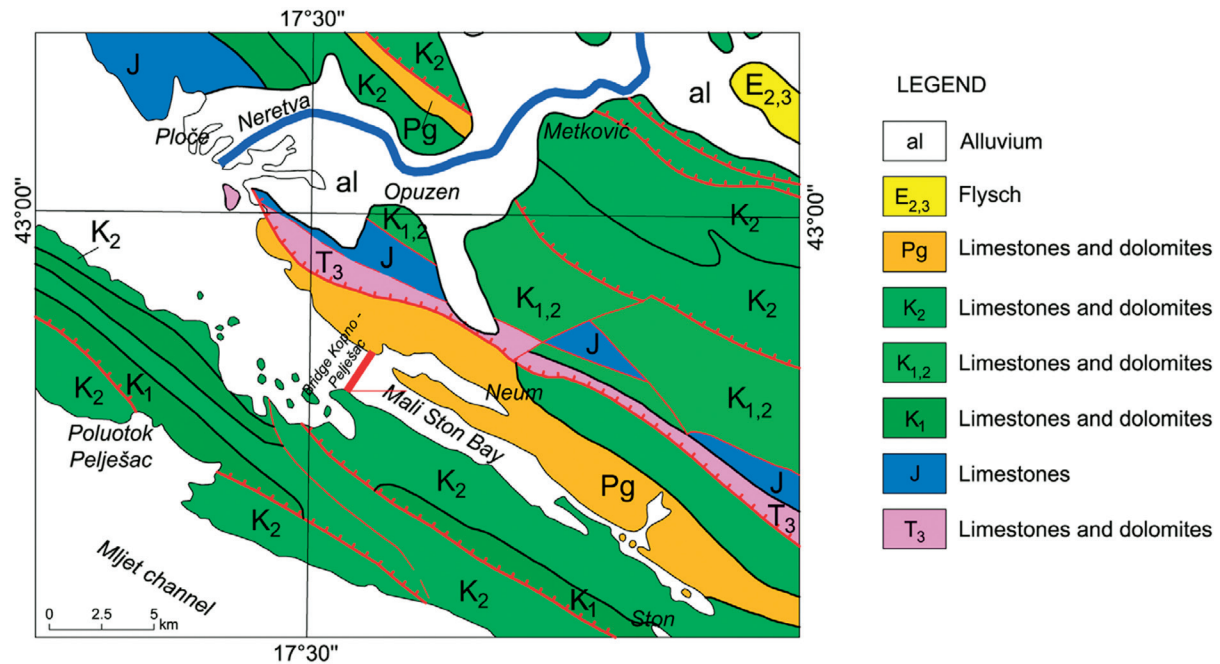 17°30"
J
K2
K2
Pg
al
E2,3
Neretva
Ploče
Metković
al
Opuzen
43°00"
43°00"
K2
K1,2
K2
J
T3
K1,2
K2
J
Bridge Kopno -
Pelješac
Neum
K1,2
Mali Ston Bay
K2
K1
Poluotok
Pelješac
K2
J
Pg
T3
K2
Mljet channel
K2
K1
Ston
0 2.5 5
km
17°30"
LEGEND
al Alluvium
E2,3 Flysch
Pg Limestones and dolomites
K2 Limestones and dolomites
K1,2 Limestones and dolomites
K1 Limestones and dolomites
J Limestones
T3 Limestones and dolomites